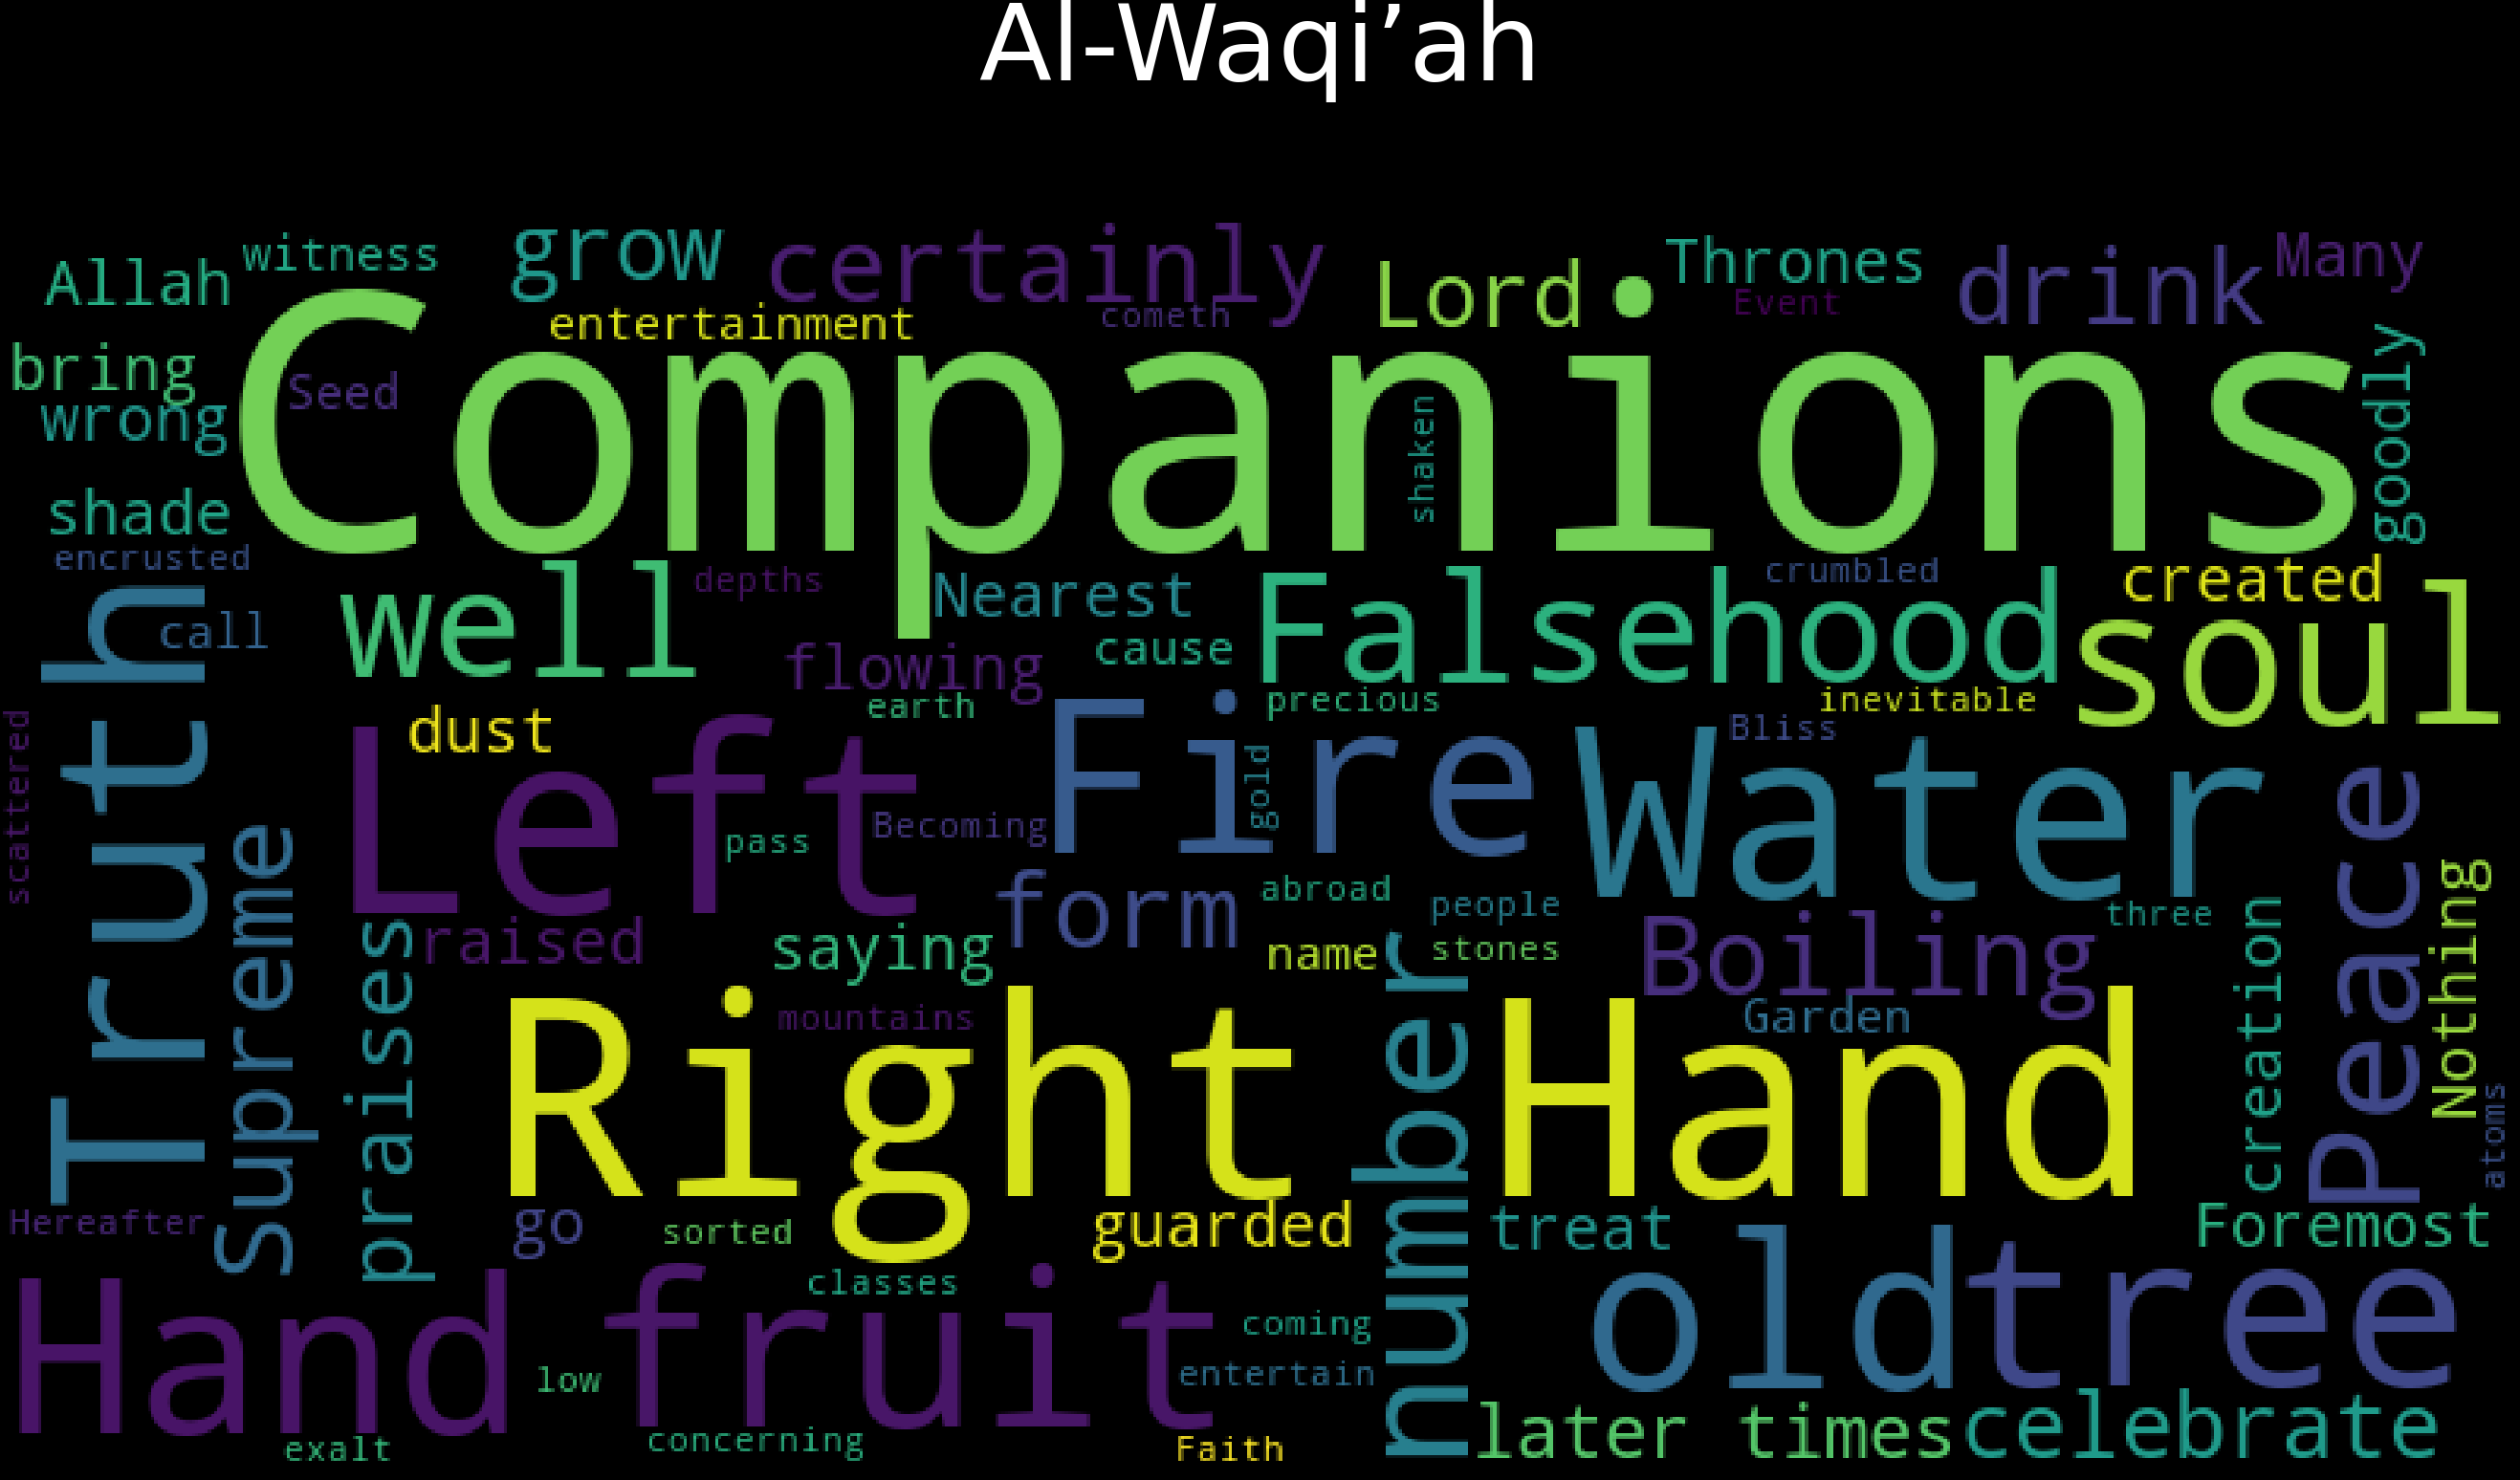 Al-Waqi’ah
witness
grow
certainly
Thrones
drink
Many
Allah
entertainment
cometh
Lord
Event
bring
Seed
Companions
goodly
wrong
shaken
shade
encrusted
depths
Nearest
crumbled
created
call
well
flowing
cause
Falsehood
soul
earth
precious
inevitable
Truth
dust
Bliss
scattered
Left
Fire
gold
Water
Peace
Becoming
pass
Supreme
form
abroad
people
three
Nothing
raised
praises
saying
name
stones
Boiling
creation
mountains
Garden
Right Hand
number
atoms
Hereafter
go
sorted
guarded
treat
Foremost
Hand
fruit
classes
old
tree
coming
low
entertain
exalt
concerning
Faith
later times
celebrate